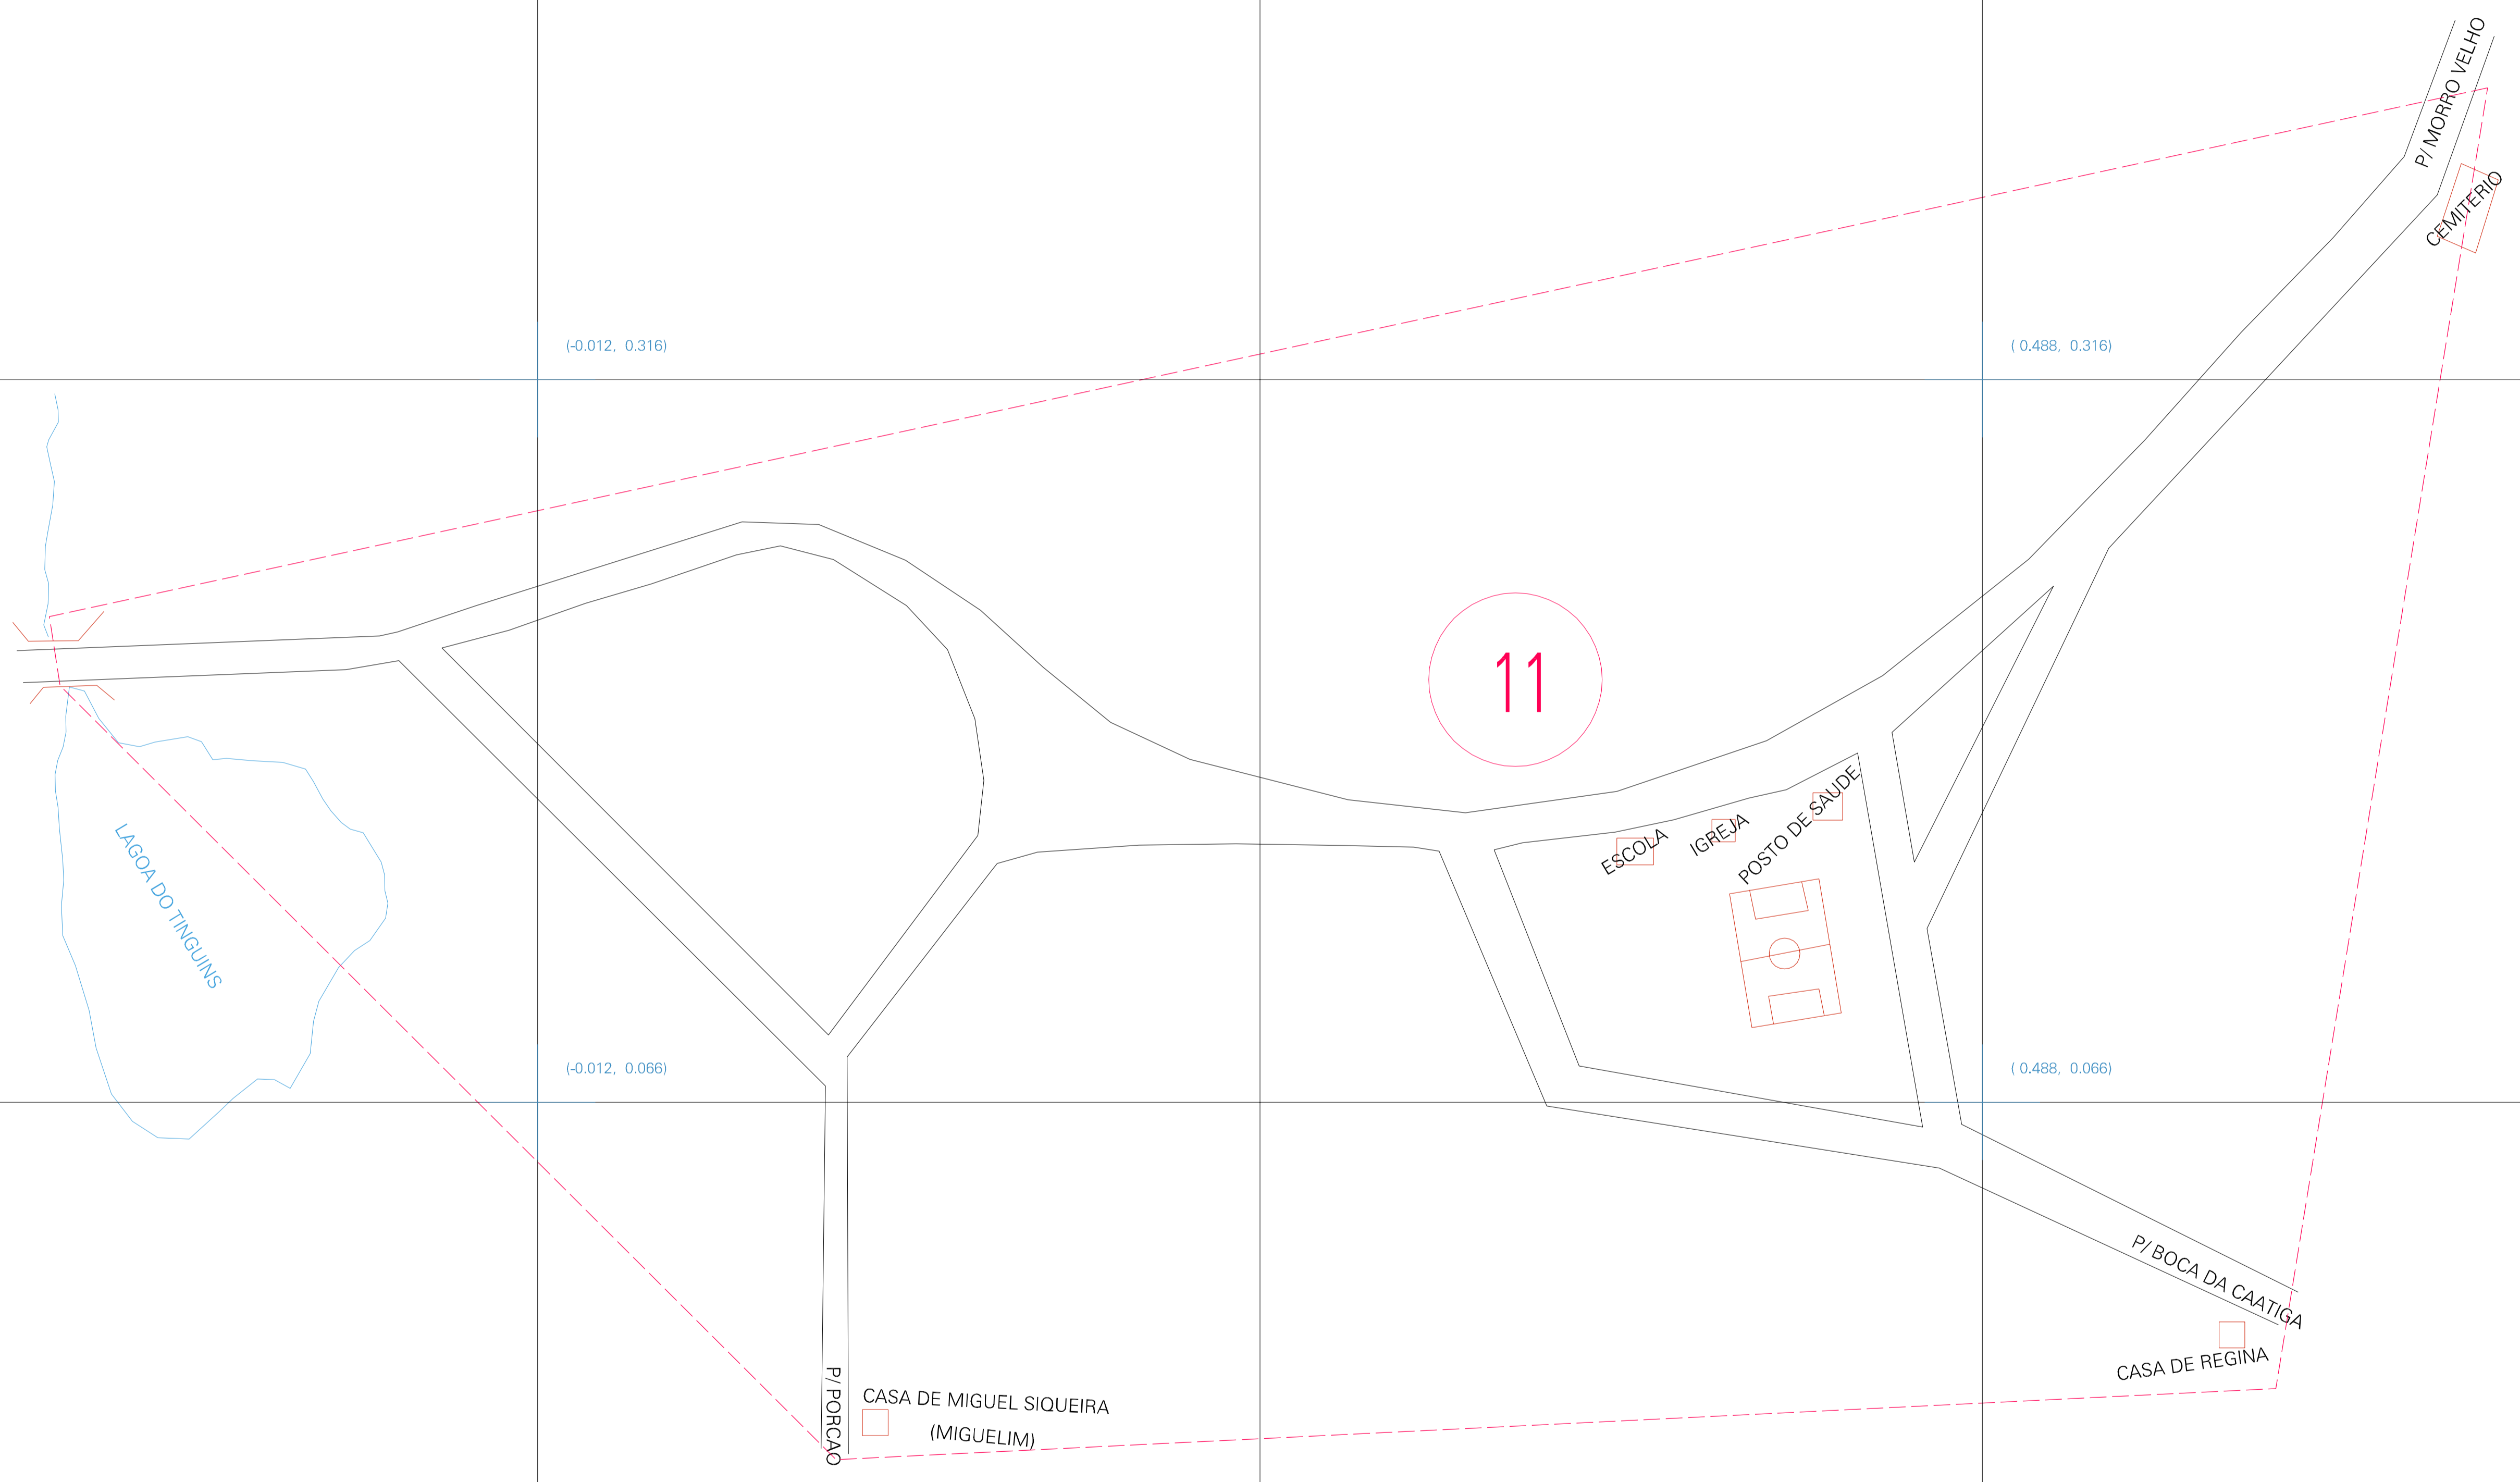 P/ MORRO VELHO
CEMITERIO
(-0.012, 0.316)
( 0.488, 0.316)
11
LAGOA DO TINGUINS
ESCOLA
IGREJA
POSTO DE SAUDE
(-0.012, 0.066)
( 0.488, 0.066)
P/ BOCA DA CAATIGA
CASA DE REGINA
P/ PORCAO
CASA DE MIGUEL SIQUEIRA
(MIGUELIM)